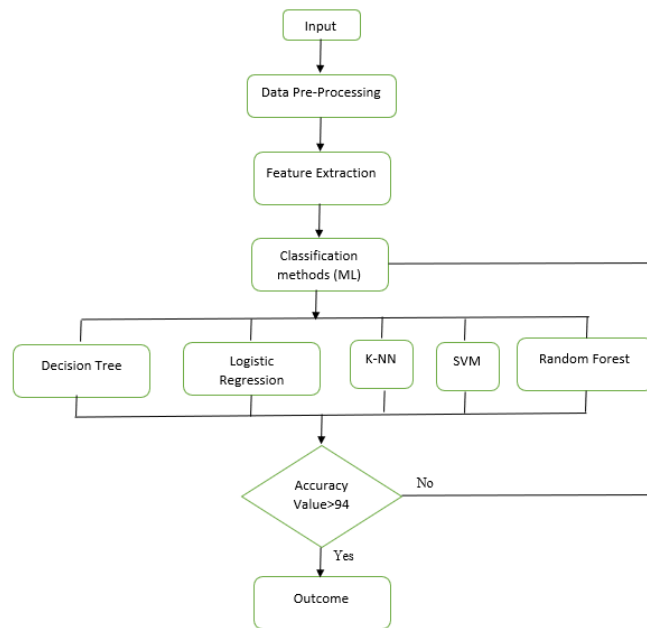 Input
Data Pre-Processing
Feature Extraction
Classification
methods (ML)
Decision Tree
Logistic
Regression
K-NN
SVM
Random Forest
Accuracy
Value>94
No
Yes
Outcome